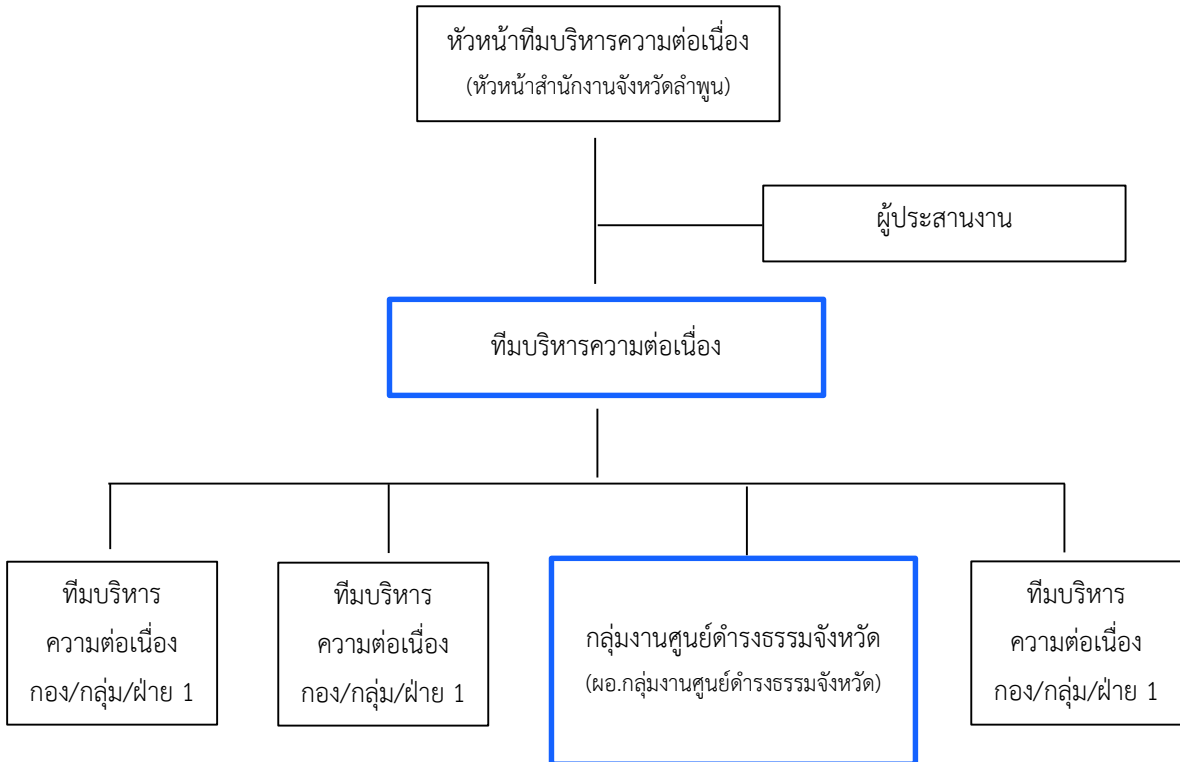 หัวหน้าทีมบริหารความต่อเนื่อง
(หัวหน้าสำนักงานจังหวัดลำพูน)
ผู้ประสานงาน
ทีมบริหารความต่อเนื่อง
ทีมบริหาร
ความต่อเนื่อง
กอง/กลุ่ม/ฝ่าย 1
ทีมบริหาร
ความต่อเนื่อง
กอง/กลุ่ม/ฝ่าย 1
กลุ่มงานศูนย์ดำรงธรรมจังหวัด
(ผอ.กลุ่มงานศูนย์ดำรงธรรมจังหวัด)
ทีมบริหาร
ความต่อเนื่อง
กอง/กลุ่ม/ฝ่าย 1